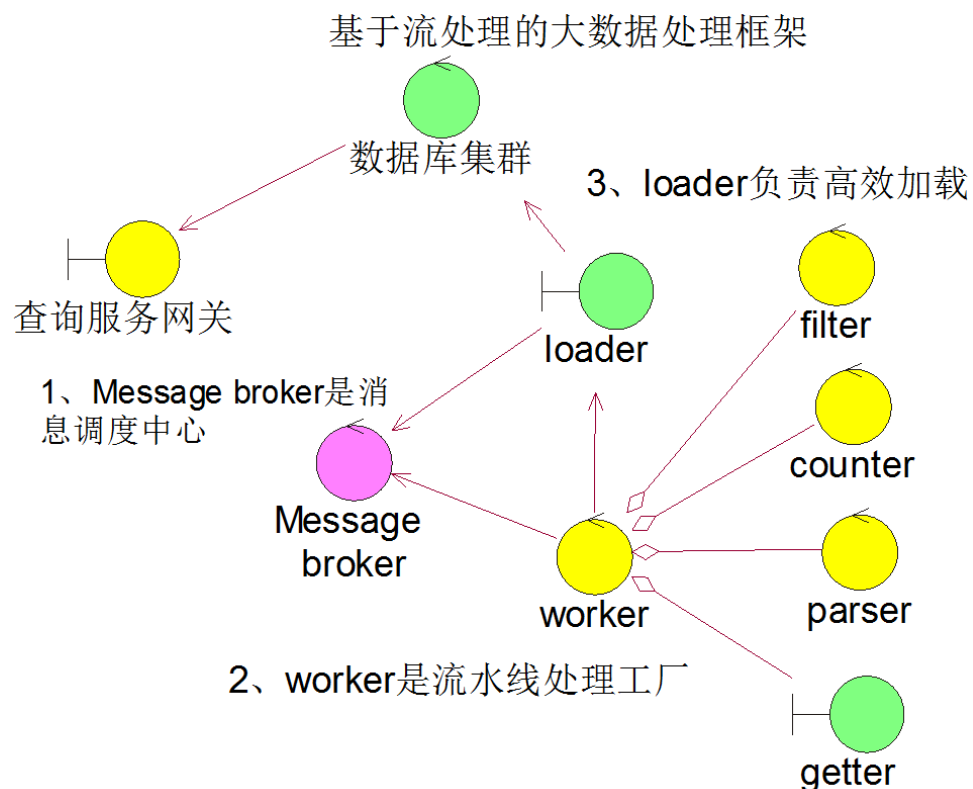 基于流处理的大数据处理框架
数据库集群
3、loader负责高效加载
查询服务网关
loader
filter
1、Message broker是消
息调度中心
counter
Message
broker
worker
parser
2、worker是流水线处理工厂
getter